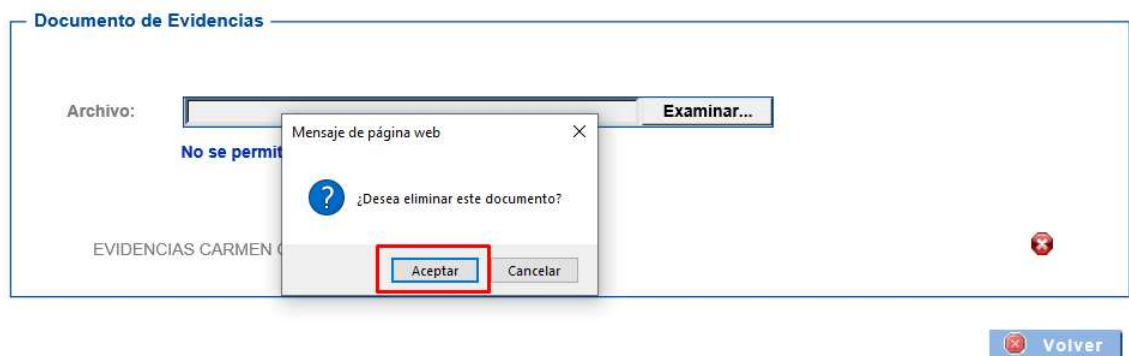 Documento de Evidencias
Archivo:
Examinar...
No se permit
Mensaje de página web
¿Desea eliminar este documento?
Aceptar
Cancelar
EVIDENCIAS CARMEN
Volver